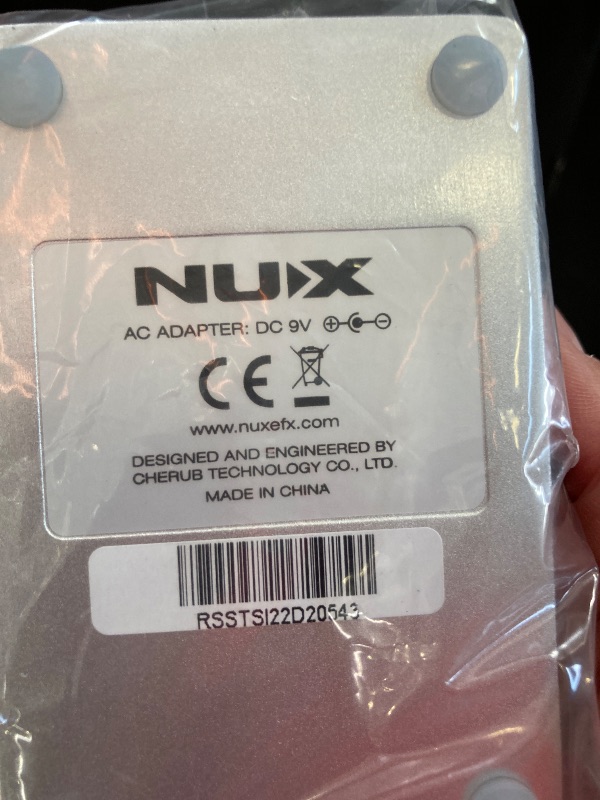 NUX
AC ADAPTER: DC 9V
CE
www.nuxefx.com
DESIGNED AND ENGINEERED BY
CHERUB TECHNOLOGY CO., LTD.
MADE IN CHINA
RSSTSI22D20543